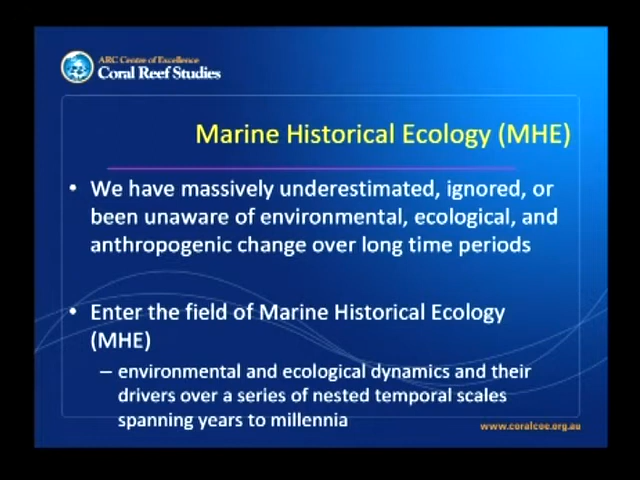 ARC Centre of Excellence
Coral Reef Studies
Marine Historical Ecology (MHE)
• We have massively underestimated, ignored, or
been unaware of environmental, ecological, and
anthropogenic change over long time periods
• Enter the field of Marine Historical Ecology
(MHE)
– environmental and ecological dynamics and their
drivers over a series of nested temporal scales
spanning years to millennia
www.coralcoe.org.au